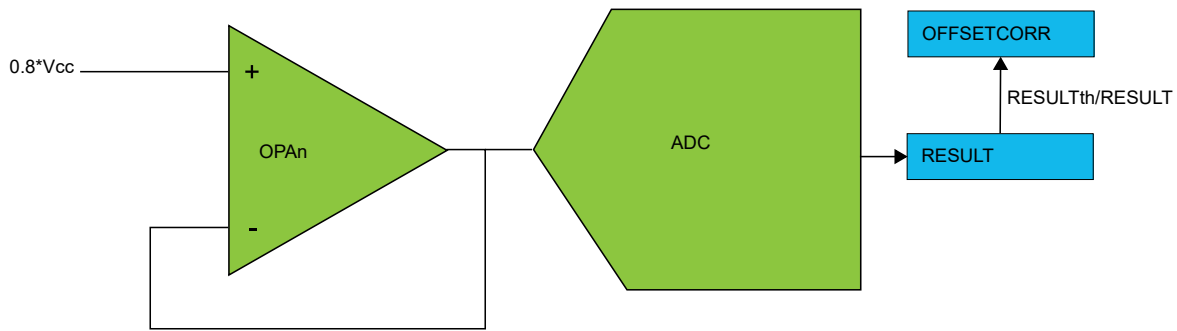 0.8*Vcc
+
OPAn
-
ADC
OFFSETCORR
RESULTth/RESULT
RESULT